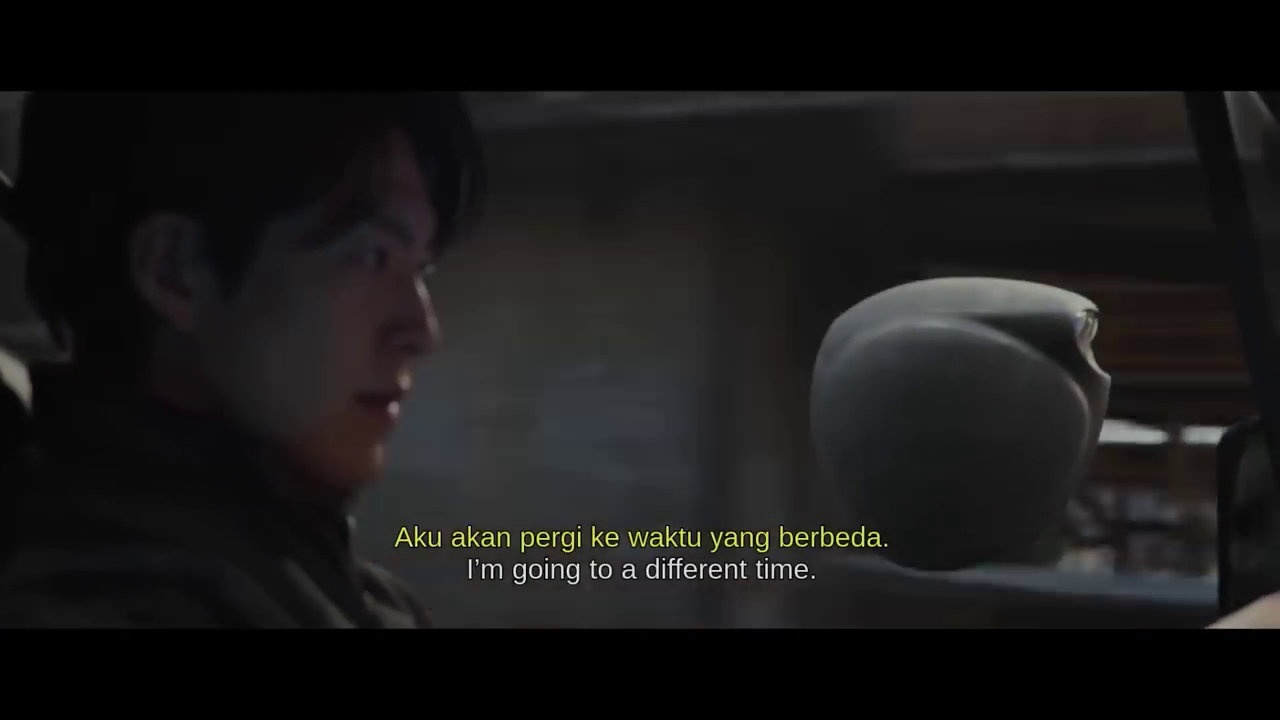 Aku akan pergi ke waktu yang berbeda.
I'm going to a different time.